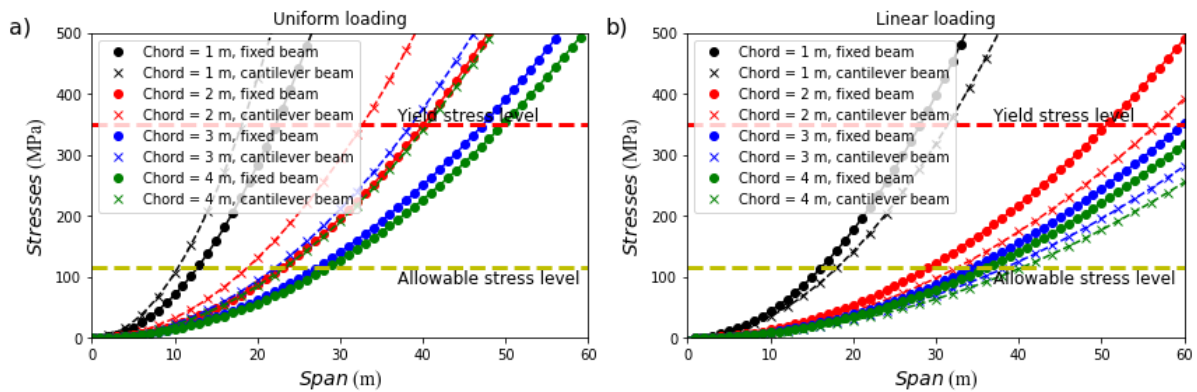 a)
Uniform loading
Stresses (MPa)
500
400
300
200
100
0
Chord = 1 m, fixed beam
Chord = 1 m, cantilever beam
Chord = 2 m, fixed beam
Chord = 2 m, cantilever beam
Chord = 3 m, fixed beam
Chord = 3 m, cantilever beam
Chord = 4 m, fixed beam
Chord = 4 m, cantilever beam
Yield stress level
Allowable stress level
0 10 20 30 40 50 60
Span (m)
b)
Linear loading
Stresses (MPa)
500
400
300
200
100
0
Chord = 1 m, fixed beam
Chord = 1 m, cantilever beam
Chord = 2 m, fixed beam
Chord = 2 m, cantilever beam
Chord = 3 m, fixed beam
Chord = 3 m, cantilever beam
Chord = 4 m, fixed beam
Chord = 4 m, cantilever beam
Yield stress level
Allowable stress level
0 10 20 30 40 50 60
Span (m)